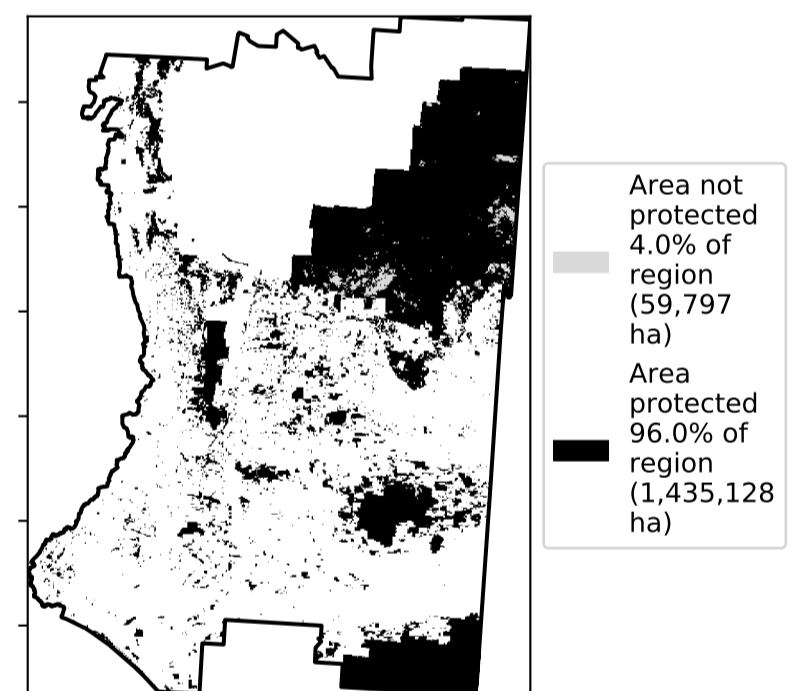 Area not
protected
4.0% of
region
(59,797
ha)
Area
protected
96.0% of
region
(1,435,128
ha)